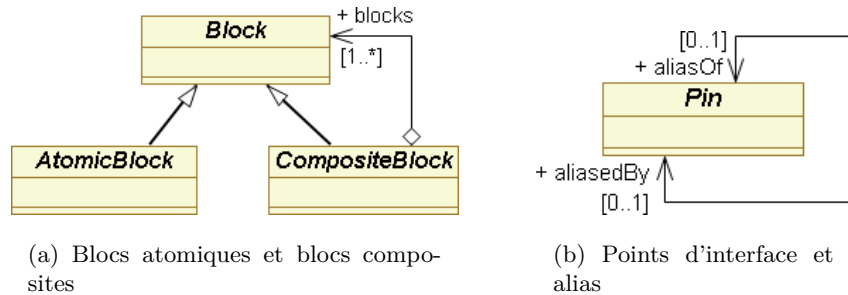 + blocks
Block
[1..*]
AtomicBlock
CompositeBlock
(a) Blocs atomiques et blocs compo-
sites
[0..1]
+ aliasOf
Pin
+ aliasedBy
[0..1]
(b) Points d'interface et
alias